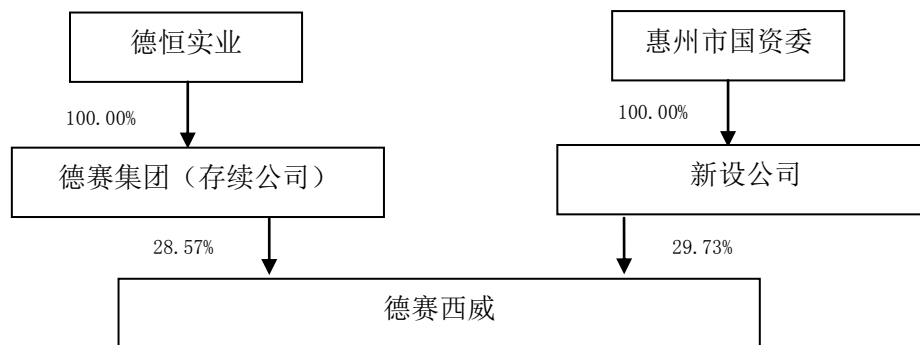 德恒实业
惠州市国资委
100.00%
100.00%
德赛集团（存续公司）
新设公司
28.57%
29.73%
德赛西威